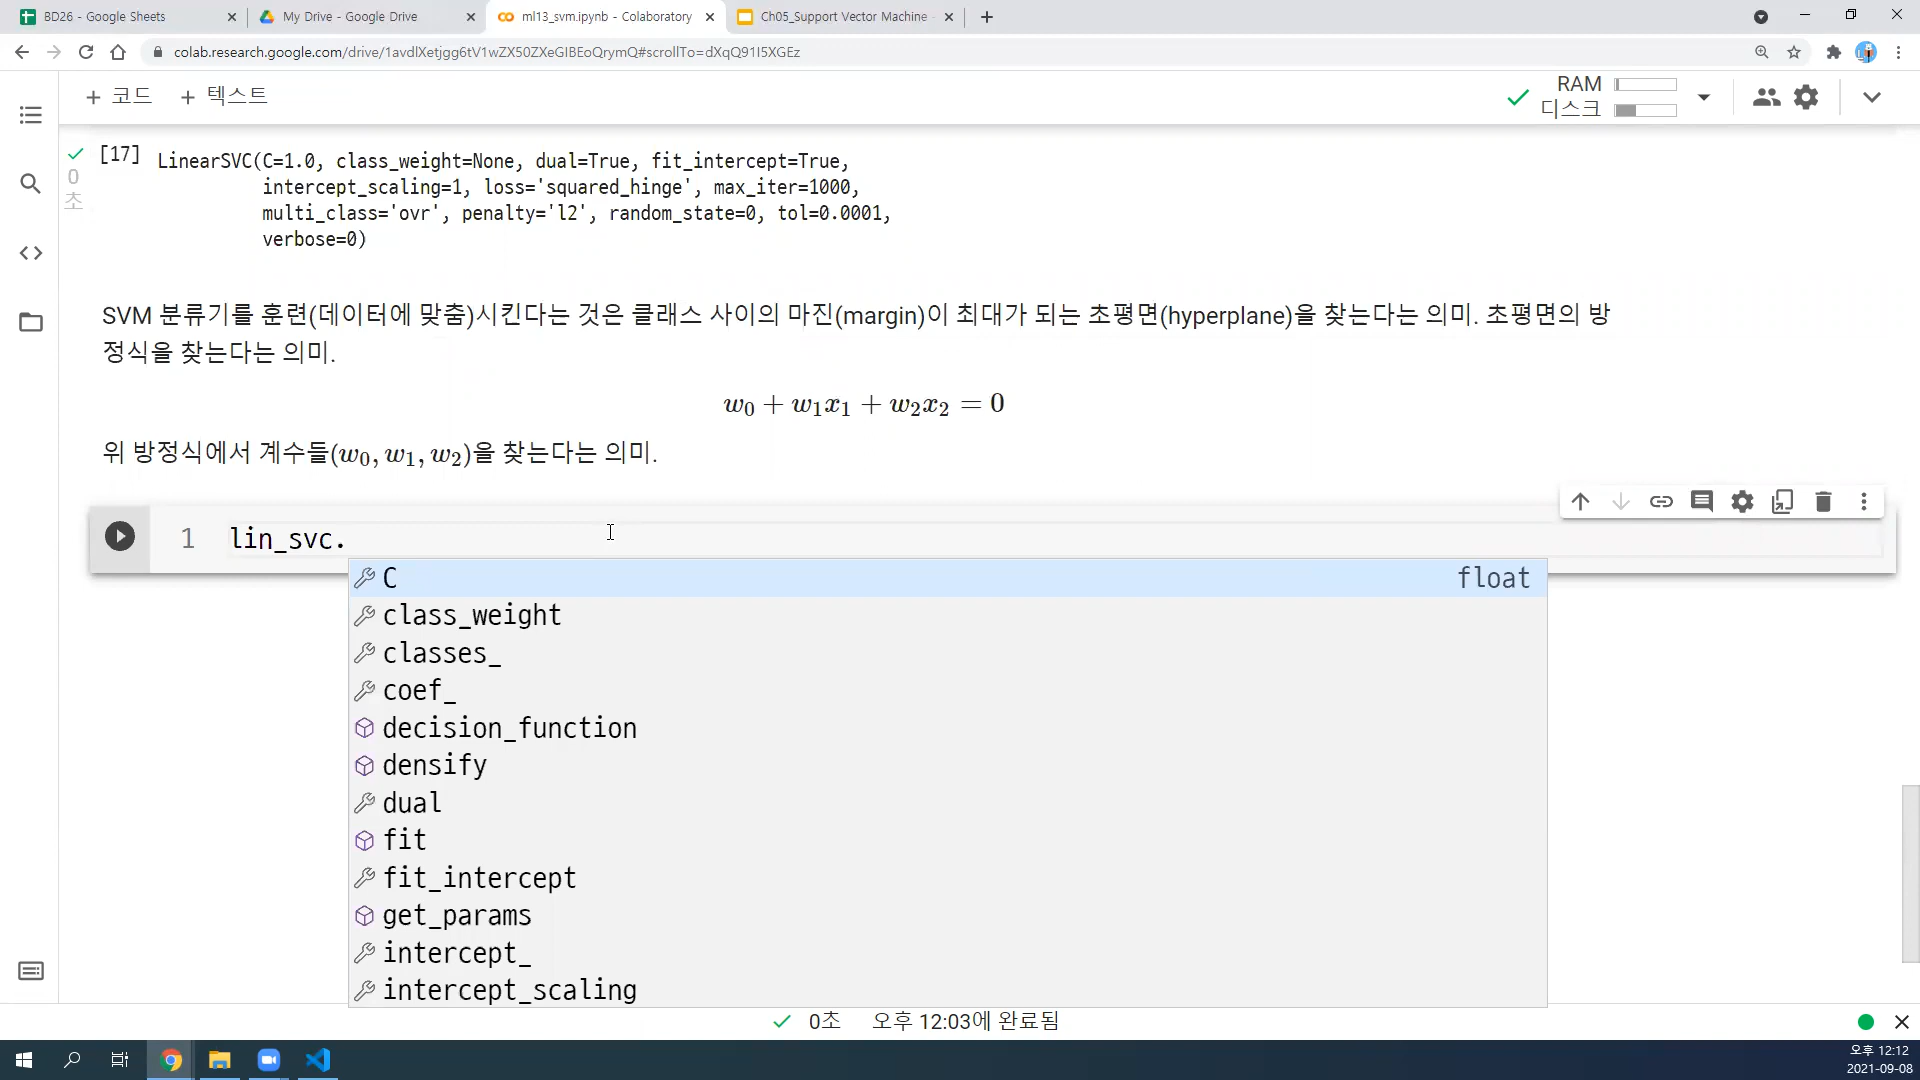 BD26 - Google Sheets
My Drive - Google Drive
ml13_svm.ipynb - Colaboratory
Ch05_Support Vector Machine -
colab.research.google.com/drive/1avdlXetjgg6tV1wZX50ZXeGIBEoQrymQ#scrollTo=dXqQ91I5XGEz
+ 코드 + 텍스트
RAM
디스크
[17] LinearSVC(C=1.0, class_weight=None, dual=True, fit_intercept=True,
0
초
intercept_scaling=1, loss='squared_hinge', max_iter=1000,
multi_class='ovr', penalty='l2', random_state=0, tol=0.0001,
verbose=0)
SVM 분류기를 훈련(데이터에 맞춤)시킨다는 것은 클래스 사이의 마진(margin)이 최대가 되는 초평면(hyperplane)을 찾는다는 의미. 초평면의 방
정식을 찾는다는 의미.
w₀ + w₁x₁ + w₂x₂ = 0
위 방정식에서 계수들(w₀, w₁, w₂)을 찾는다는 의미.
1 lin_svc.
C float
class_weight
classes_
coef_
decision_function
densify
dual
fit
fit_intercept
get_params
intercept_
intercept_scaling
0초 오후 12:03에 완료됨
오후 12:12
2021-09-08